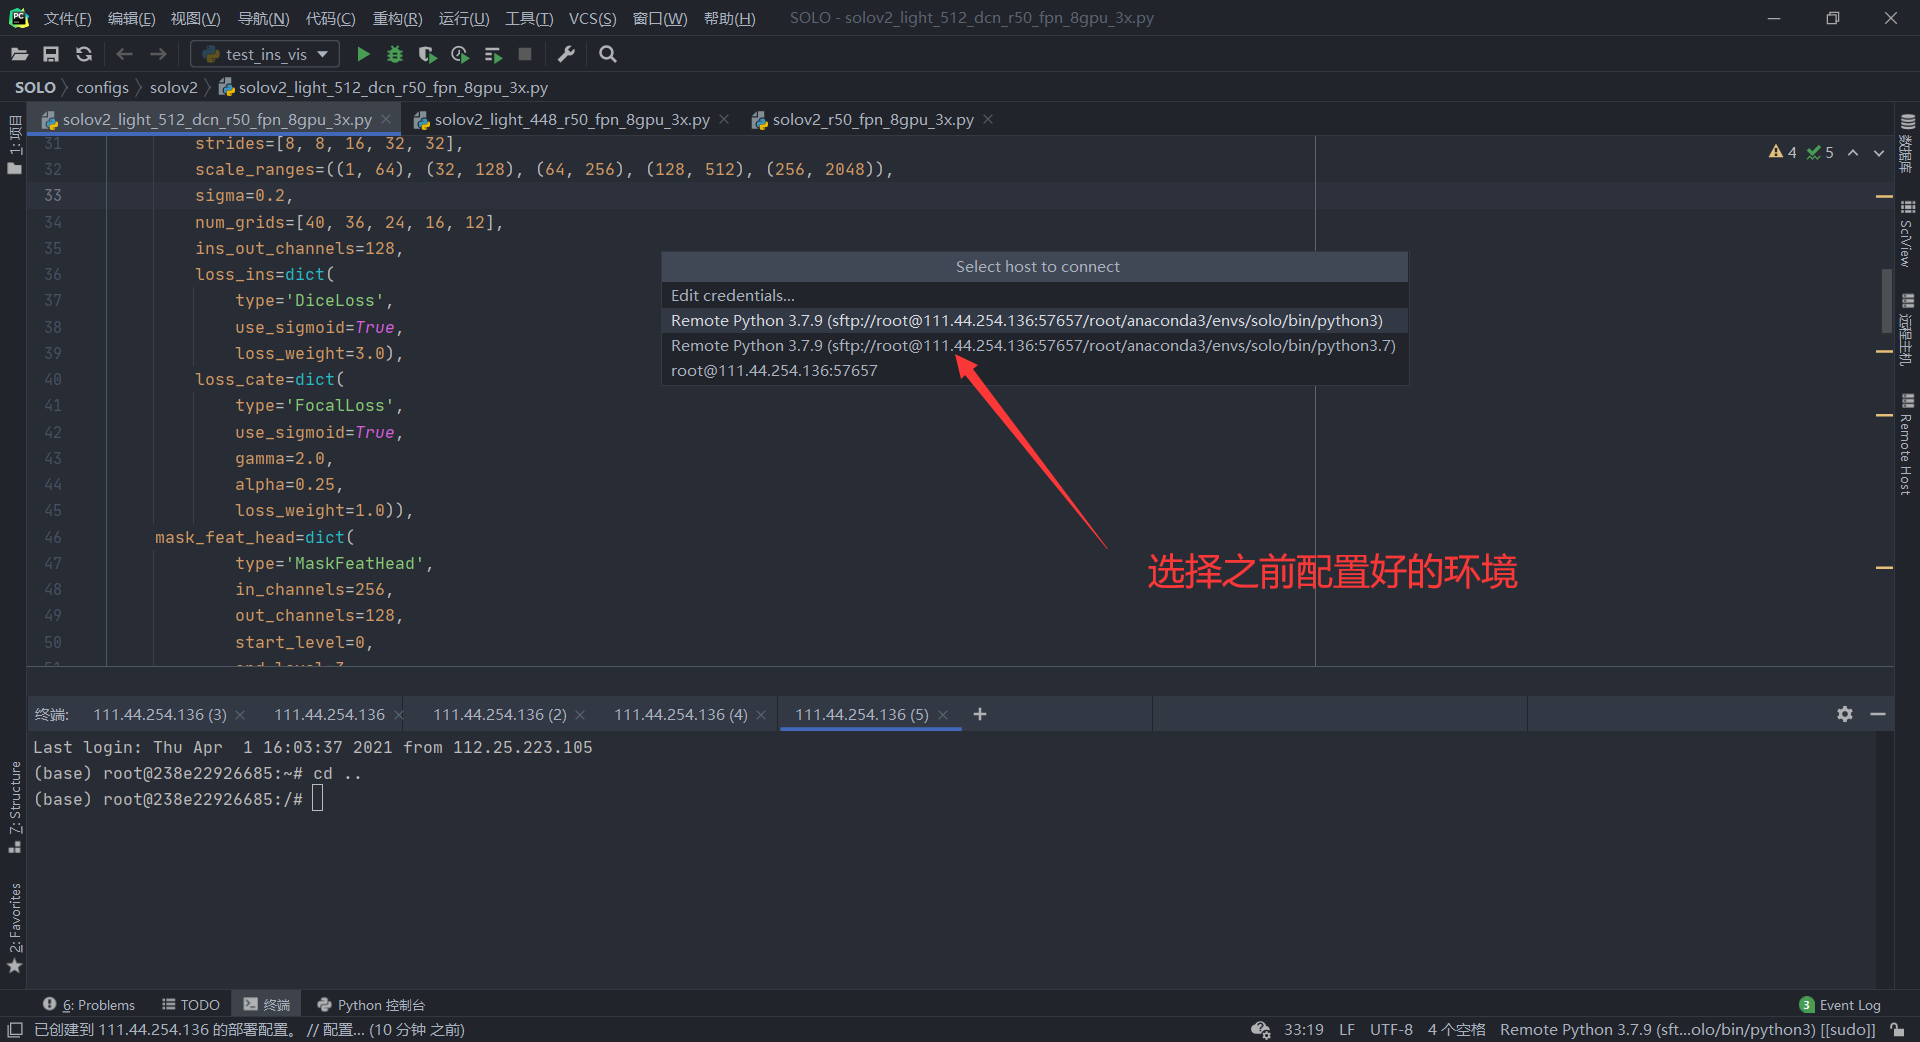 文件(F) 编辑(E) 视图(V) 导航(N) 代码(C) 重构(R) 运行(U) 工具(T) VCS(S) 窗口(W) 帮助(H) SOLO - solov2_light_512_dcn_r50_fpn_8gpu_3x.py
test_ins_vis
SOLO configs solov2 solov2_light_512_dcn_r50_fpn_8gpu_3x.py
solov2_light_512_dcn_r50_fpn_8gpu_3x.py solov2_light_448_r50_fpn_8gpu_3x.py solov2_r50_fpn_8gpu_3x.py
1: 项目
31 strides=[8, 8, 16, 32, 32],
4 5
32 scale_ranges=((1, 64), (32, 128), (64, 256), (128, 512), (256, 2048)),
33 sigma=0.2,
34 num_grids=[40, 36, 24, 16, 12],
35 ins_out_channels=128,
36 loss_ins=dict(
37 type='DiceLoss',
38 use_sigmoid=True,
39 loss_weight=3.0),
40 loss_cate=dict(
41 type='FocalLoss',
42 use_sigmoid=True,
43 gamma=2.0,
44 alpha=0.25,
45 loss_weight=1.0)),
46 mask_feat_head=dict(
47 type='MaskFeatHead',
48 in_channels=256,
49 out_channels=128,
50 start_level=0,
51 end_level=3,
Select host to connect
Edit credentials...
Remote Python 3.7.9 (sftp://root@111.44.254.136:57657/root/anaconda3/envs/solo/bin/python3)
Remote Python 3.7.9 (sftp://root@111.44.254.136:57657/root/anaconda3/envs/solo/bin/python3.7)
root@111.44.254.136:57657
选择之前配置好的环境
数据库
SciView
远程主机
Remote Host
终端: 111.44.254.136 (3) 111.44.254.136 111.44.254.136 (2) 111.44.254.136 (4) 111.44.254.136 (5)
Last login: Thu Apr  1 16:03:37 2021 from 112.25.223.105
(base) root@238e22926685:~# cd ..
(base) root@238e22926685:/#
7: Structure
2: Favorites
6: Problems TODO 终端 Python 控制台 3 Event Log
已创建到 111.44.254.136 的部署配置。 // 配置... (10 分钟 之前) 33:19 LF UTF-8 4 个空格 Remote Python 3.7.9 (sft...olo/bin/python3) [[sudo]]